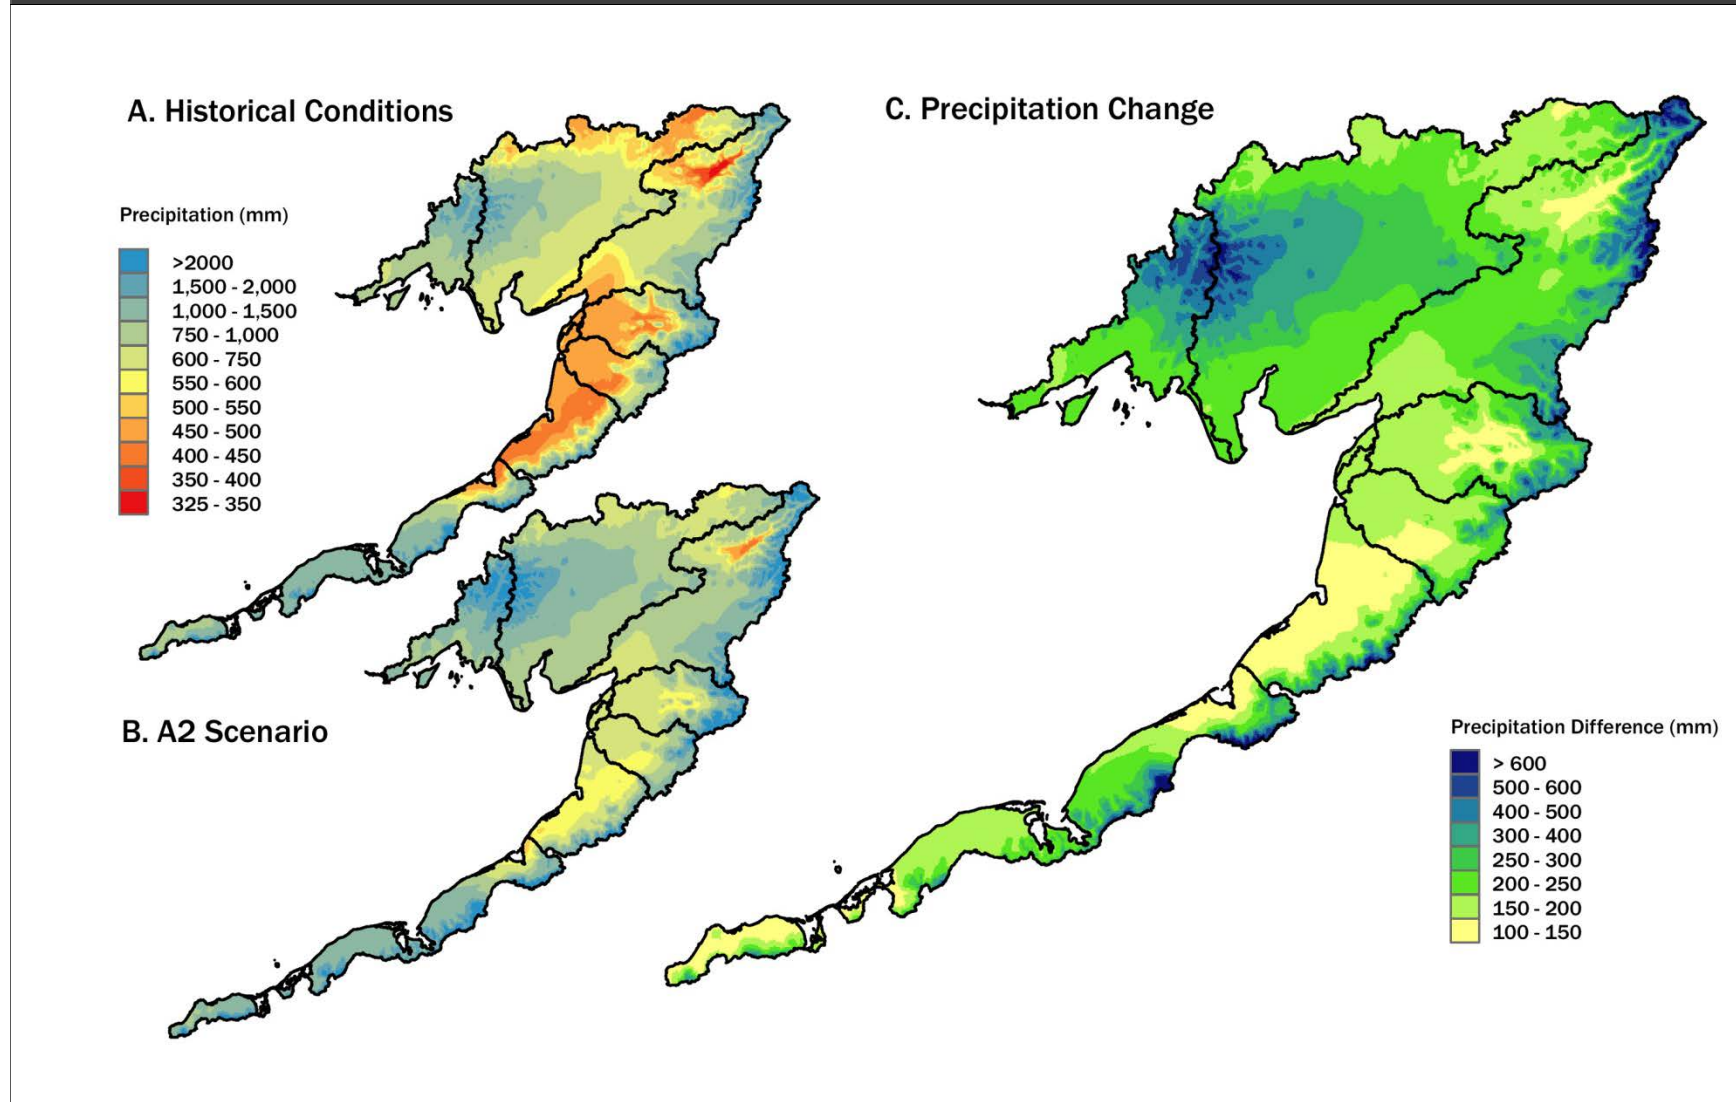 A. Historical Conditions
Precipitation (mm)
>2000
1,500 - 2,000
1,000 - 1,500
750 - 1,000
600 - 750
550 - 600
500 - 550
450 - 500
400 - 450
350 - 400
325 - 350
B. A2 Scenario
C. Precipitation Change
Precipitation Difference (mm)
> 600
500 - 600
400 - 500
300 - 400
250 - 300
200 - 250
150 - 200
100 - 150